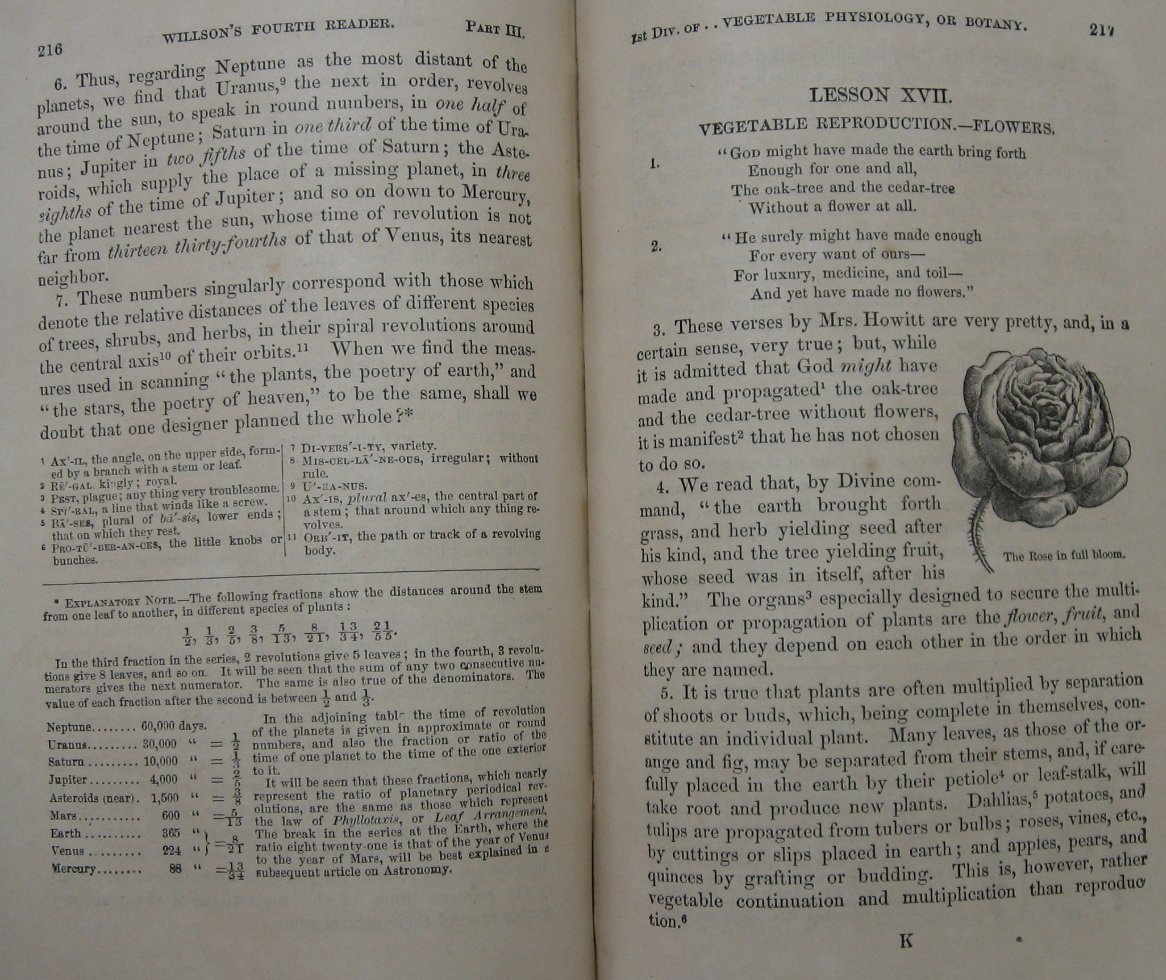 216
WILLSON'S FOURTH READER.
PART III.
6. Thus, regarding Neptune as the most distant of the
planets, we find that Uranus,⁹ the next in order, revolves
around the sun, to speak in round numbers, in one half of
the time of Neptune; Saturn in one third of the time of Ura-
nus; Jupiter in two fifths of the time of Saturn; the Aste-
roids, which supply the place of a missing planet, in three
eighths of the time of Jupiter; and so on down to Mercury,
the planet nearest the sun, whose time of revolution is not
far from thirteen thirty-fourths of that of Venus, its nearest
neighbor.
7. These numbers singularly correspond with those which
denote the relative distances of the leaves of different species
of trees, shrubs, and herbs, in their spiral revolutions around
the central axis¹⁰ of their orbits.¹¹ When we find the meas-
ures used in scanning "the plants, the poetry of earth," and
"the stars, the poetry of heaven," to be the same, shall we
doubt that one designer planned the whole?*
¹ AX'-IL, the angle, on the upper side, form-
ed by a branch with a stem or leaf.
² RĒ'-GAL, kingly; royal.
³ PEST, plague; any thing very troublesome.
⁴ SPĪ'-RAL, a line that winds like a screw.
⁵ BĀ'-SES, plural of bā'-sis, lower ends;
that on which they rest.
⁶ PRO-TŪ'-BER-AN-CES, the little knobs or
bunches.
⁷ DI-VERS'-I-TY, variety.
⁸ MIS-CEL-LĀ'-NE-OUS, irregular; without
rule.
⁹ Ū'-RA-NUS.
¹⁰ AX'-IS, plural ax'-es, the central part of
a stem; that around which any thing re-
volves.
¹¹ ORB'-IT, the path or track of a revolving
body.
* EXPLANATORY NOTE.—The following fractions show the distances around the stem
from one leaf to another, in different species of plants:
1/2, 1/3, 2/5, 3/8, 5/13, 8/21, 13/34, 21/55.
In the third fraction in the series, 2 revolutions give 5 leaves; in the fourth, 3 revolu-
tions give 8 leaves, and so on. It will be seen that the sum of any two consecutive nu-
merators gives the next numerator. The same is also true of the denominators. The
value of each fraction after the second is between 1/2 and 1/3.
Neptune........ 60,000 days.
Uranus......... 30,000 " = 1/2
Saturn ......... 10,000 " = 1/3
Jupiter......... 4,000 " = 2/5
Asteroids (near). 1,500 " = 3/8
Mars........... 600 " = 5/13
Earth .......... 365 " } = 8/21
Venus ......... 224 " }
Mercury........ 88 " = 13/34
In the adjoining table the time of revolution
of the planets is given in approximate or round
numbers, and also the fraction or ratio of the
time of one planet to the time of the one exterior
to it.
It will be seen that these fractions, which nearly
represent the ratio of planetary periodical rev-
olutions, are the same as those which represent
the law of Phyllotaxis, or Leaf Arrangement.
The break in the series at the Earth, where the
ratio eight twenty-one is that of the year of Venus
to the year of Mars, will be best explained in a
subsequent article on Astronomy.
1st DIV. OF . . VEGETABLE PHYSIOLOGY, OR BOTANY.
217
LESSON XVII.
VEGETABLE REPRODUCTION.—FLOWERS.
1. "GOD might have made the earth bring forth
Enough for one and all,
The oak-tree and the cedar-tree
Without a flower at all.
2. "He surely might have made enough
For every want of ours—
For luxury, medicine, and toil—
And yet have made no flowers."
3. These verses by Mrs. Howitt are very pretty, and, in a
certain sense, very true; but, while
it is admitted that God might have
made and propagated¹ the oak-tree
and the cedar-tree without flowers,
it is manifest² that he has not chosen
to do so.
4. We read that, by Divine com-
mand, "the earth brought forth
grass, and herb yielding seed after
his kind, and the tree yielding fruit,
whose seed was in itself, after his
The Rose in full bloom.
kind." The organs³ especially designed to secure the multi-
plication or propagation of plants are the flower, fruit, and
seed; and they depend on each other in the order in which
they are named.
5. It is true that plants are often multiplied by separation
of shoots or buds, which, being complete in themselves, con-
stitute an individual plant. Many leaves, as those of the or-
ange and fig, may be separated from their stems, and, if care-
fully placed in the earth by their petiole⁴ or leaf-stalk, will
take root and produce new plants. Dahlias,⁵ potatoes, and
tulips are propagated from tubers or bulbs; roses, vines, etc.,
by cuttings or slips placed in earth; and apples, pears, and
quinces by grafting or budding. This is, however, rather
vegetable continuation and multiplication than reproduc-
tion.⁶
K